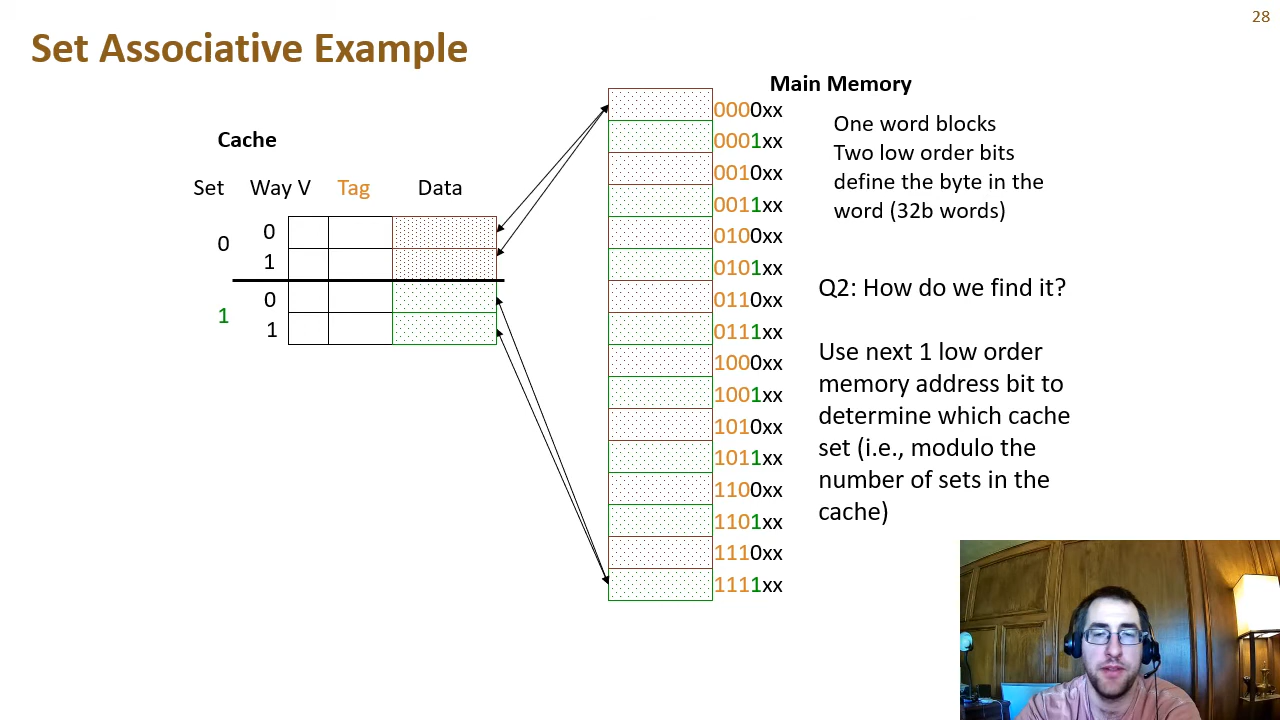 28
Set Associative Example
Main Memory
Cache
Set Way V Tag Data
0
0
1
1
0
1
0000xx
0001xx
0010xx
0011xx
0100xx
0101xx
0110xx
0111xx
1000xx
1001xx
1010xx
1011xx
1100xx
1101xx
1110xx
1111xx
One word blocks
Two low order bits
define the byte in the
word (32b words)
Q2: How do we find it?
Use next 1 low order
memory address bit to
determine which cache
set (i.e., modulo the
number of sets in the
cache)